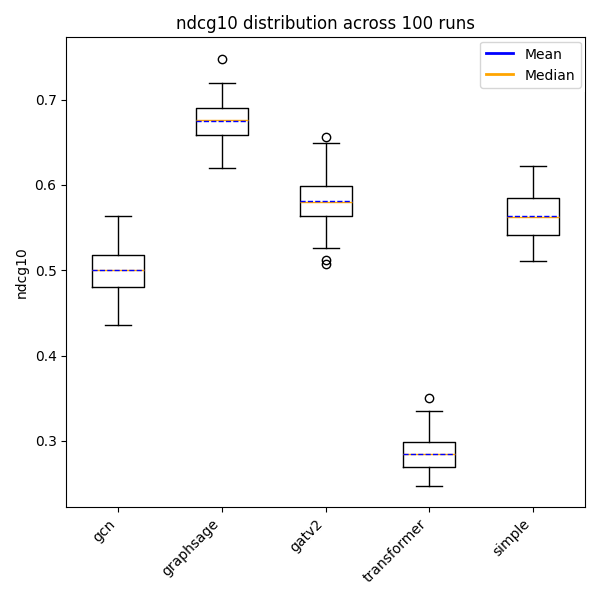 ndcg10 distribution across 100 runs
Mean
Median
ndcg10
0.7
0.6
0.5
0.4
0.3
gcn
graphsage
gatv2
transformer
simple